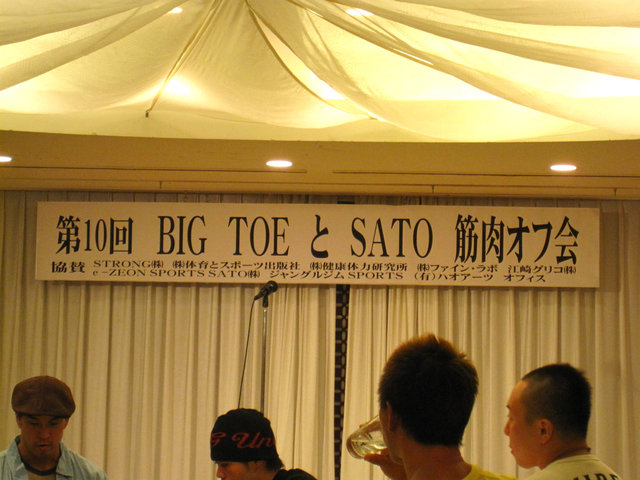 第10回 BIG TOE と SATO 筋肉オフ会
協賛 STRONG㈱ ㈱体育とスポーツ出版社 ㈱健康体力研究所 ㈱ファイン・ラボ 江崎グリコ㈱
e-ZEON SPORTS SATO㈱ ジャングルジム SPORTS (有)ハオアーツ オフィス